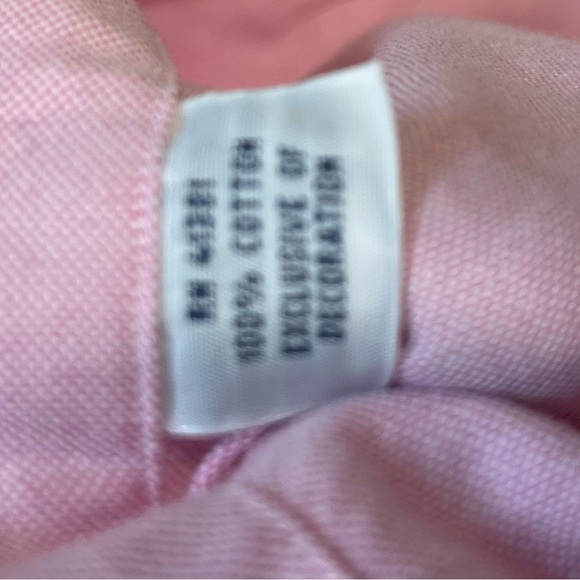 RN 41381
100% COTTON
EXCLUSIVE OF
DECORATION